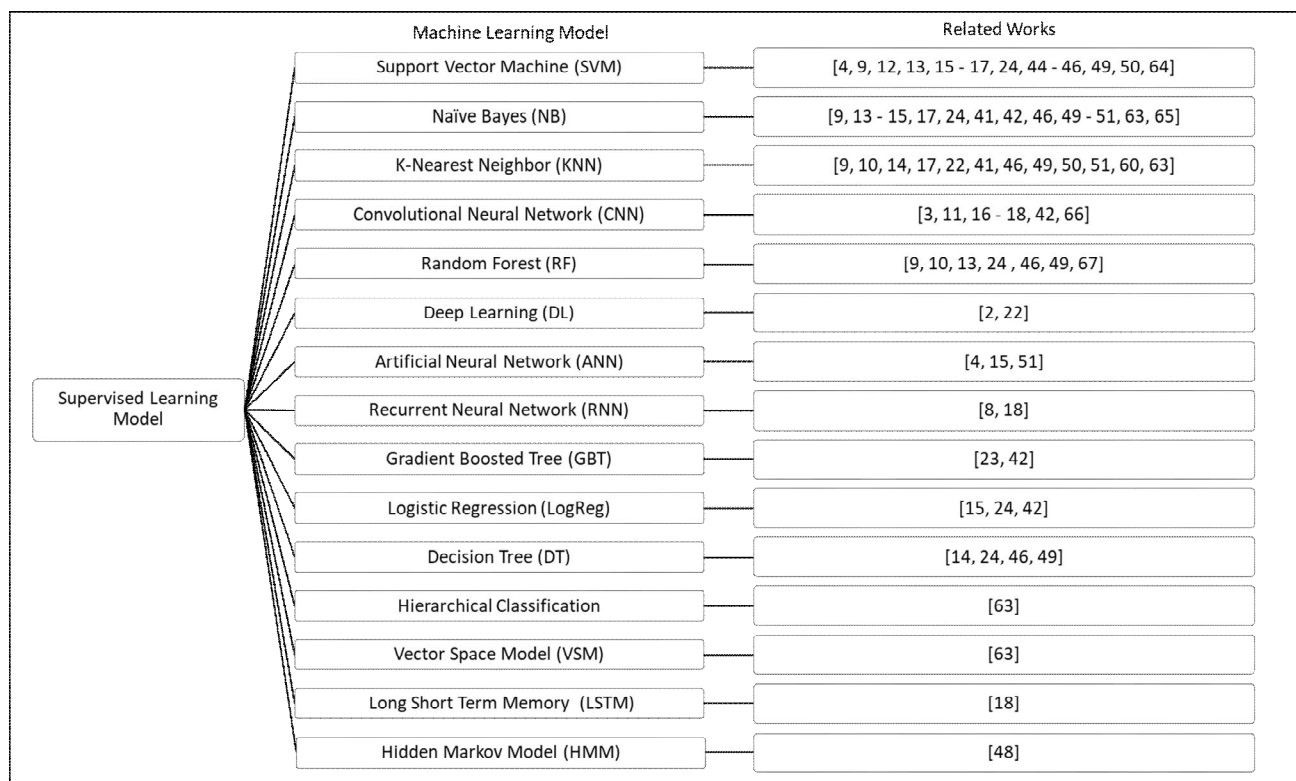 Machine Learning Model
Related Works
Support Vector Machine (SVM)
[4, 9, 12, 13, 15 - 17, 24, 44 - 46, 49, 50, 64]
Naïve Bayes (NB)
[9, 13 - 15, 17, 24, 41, 42, 46, 49 - 51, 63, 65]
K-Nearest Neighbor (KNN)
[9, 10, 14, 17, 22, 41, 46, 49, 50, 51, 60, 63]
Convolutional Neural Network (CNN)
[3, 11, 16 - 18, 42, 66]
Random Forest (RF)
[9, 10, 13, 24 , 46, 49, 67]
Deep Learning (DL)
[2, 22]
Artificial Neural Network (ANN)
[4, 15, 51]
Supervised Learning
Model
Recurrent Neural Network (RNN)
[8, 18]
Gradient Boosted Tree (GBT)
[23, 42]
Logistic Regression (LogReg)
[15, 24, 42]
Decision Tree (DT)
[14, 24, 46, 49]
Hierarchical Classification
[63]
Vector Space Model (VSM)
[63]
Long Short Term Memory (LSTM)
[18]
Hidden Markov Model (HMM)
[48]